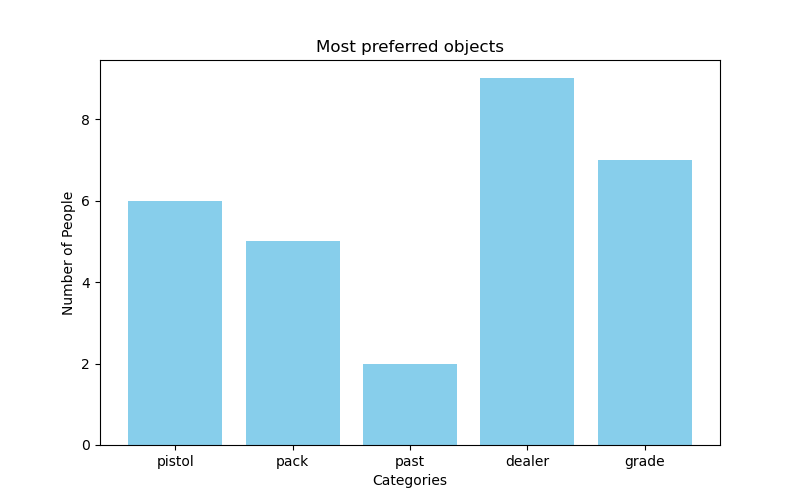 Most preferred objects
Number of People
8
6
4
2
0
pistol pack past dealer grade
Categories